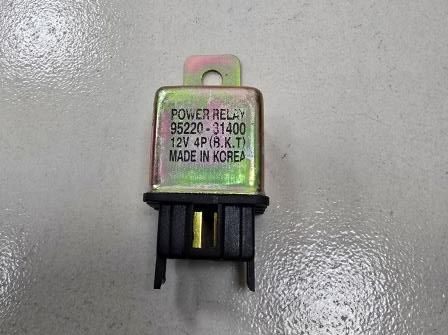 POWER RELAY
95220-31400
12V 4P(B.K.T)
MADE IN KOREA